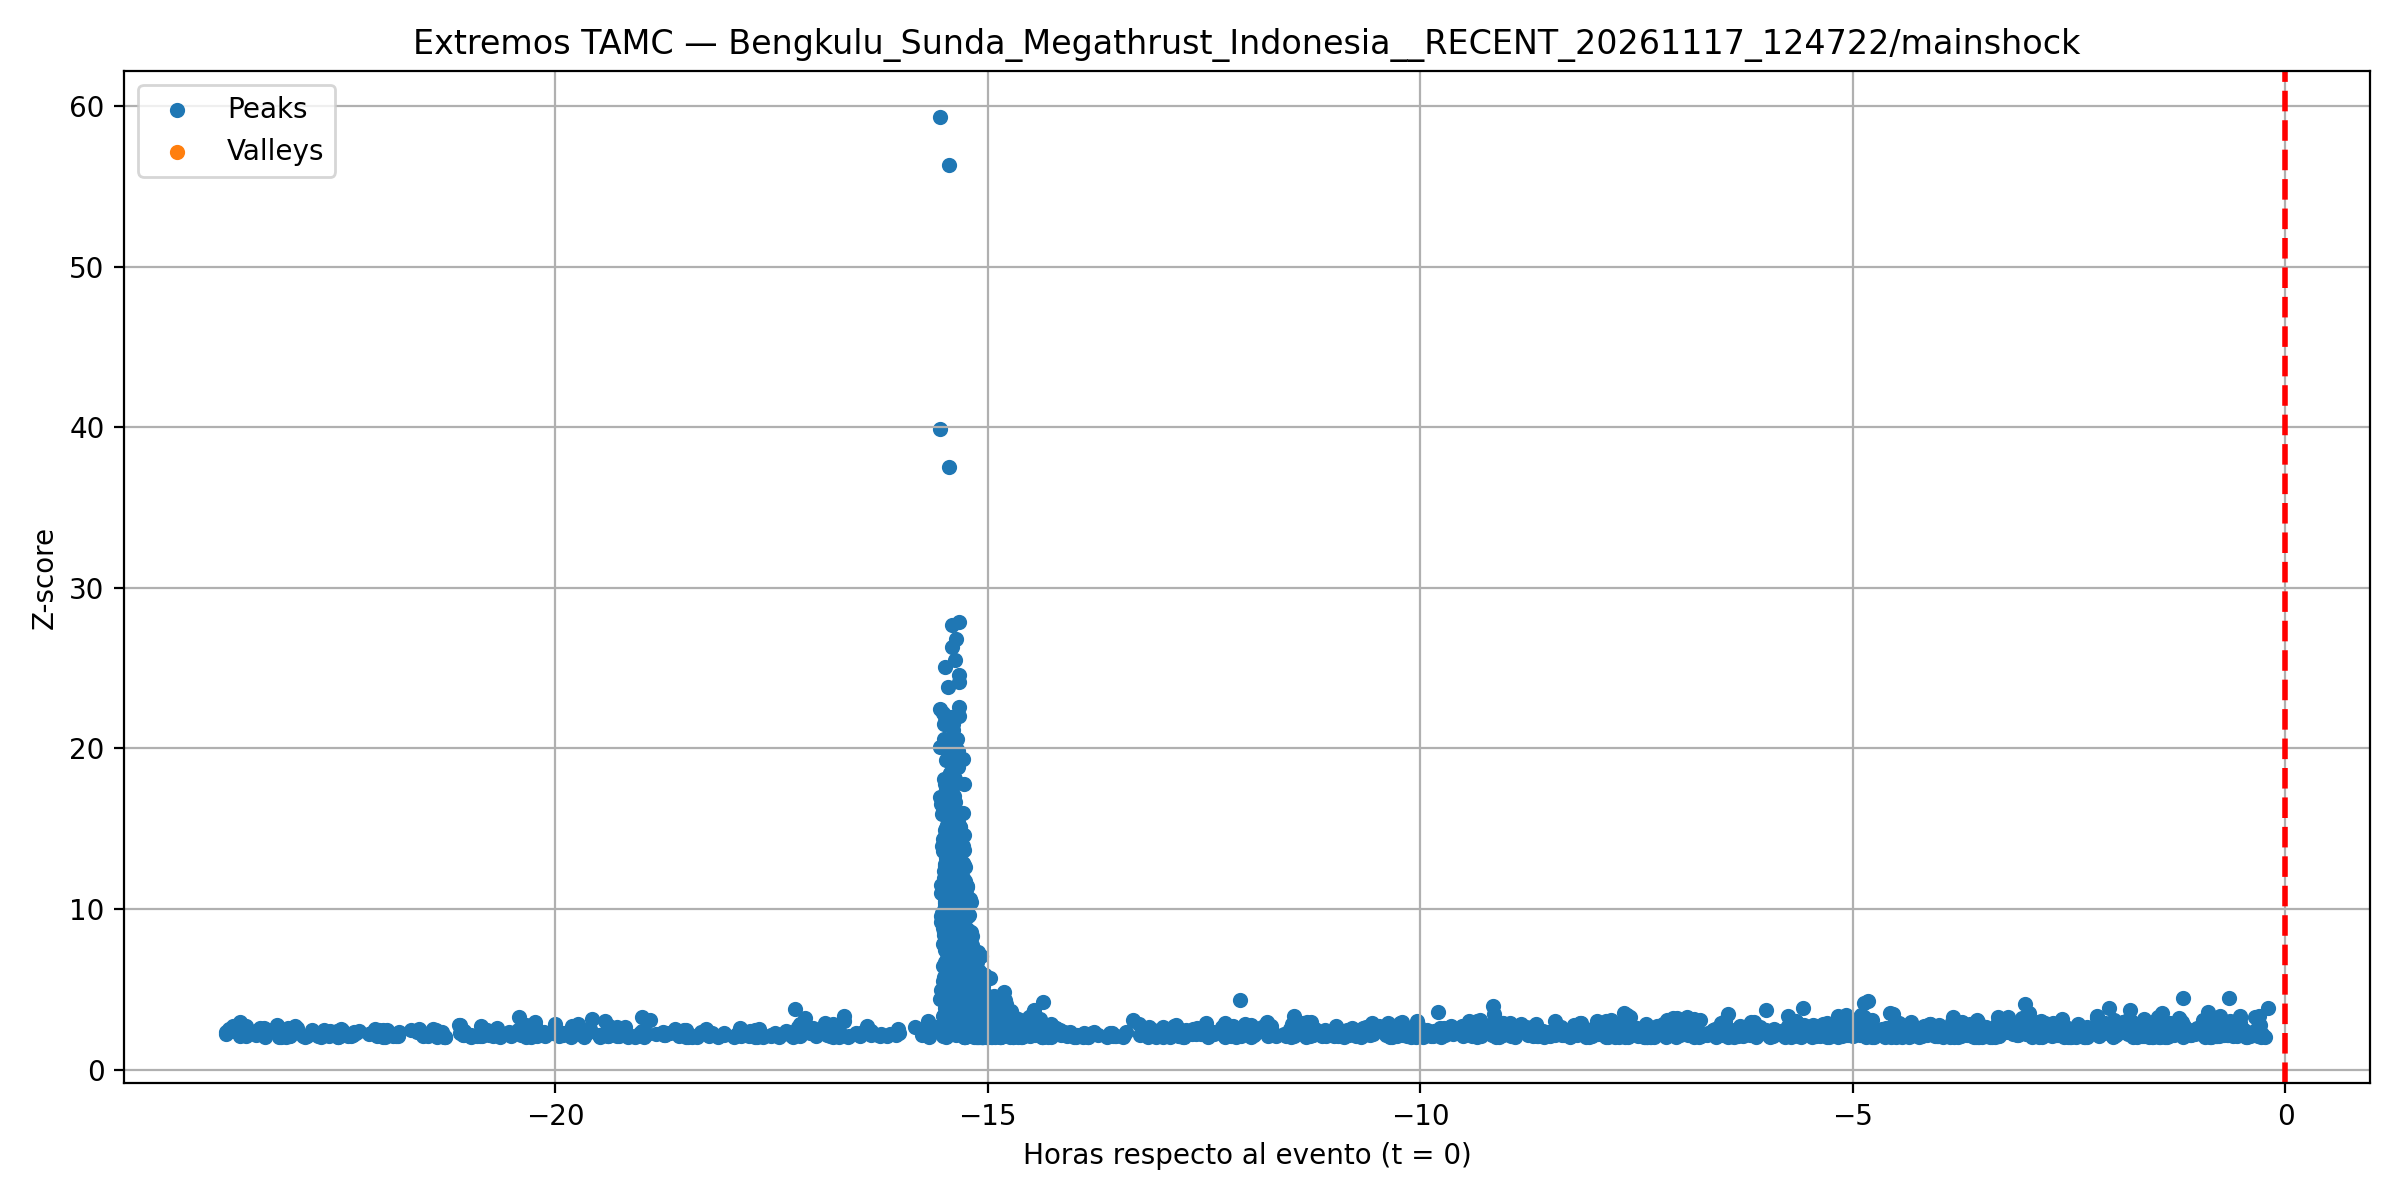 Extremos TAMC — Bengkulu_Sunda_Megathrust_Indonesia__RECENT_20261117_124722/mainshock
Peaks
Valleys
Z-score
60
50
40
30
20
10
0
−20
−15
−10
−5
0
Horas respecto al evento (t = 0)